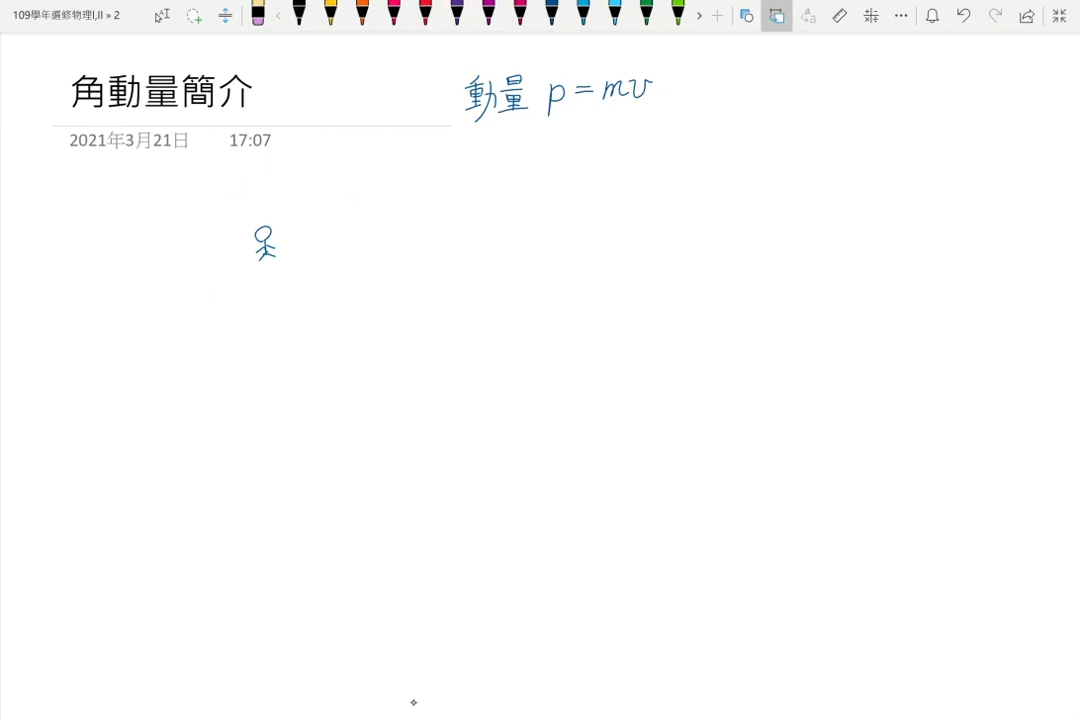 109學年選修物理I,II » 2
角動量簡介
動量 p = mv
2021年3月21日 17:07